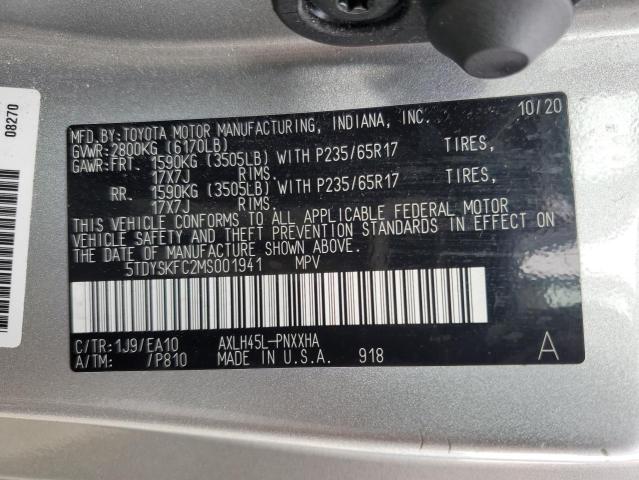 MFD.BY:TOYOTA MOTOR MANUFACTURING, INDIANA, INC. 10/20
GVWR:2800KG (6170LB)
GAWR:FRT. 1590KG (3505LB) WITH P235/65R17 TIRES,
17X7J RIMS.
RR. 1590KG (3505LB) WITH P235/65R17 TIRES,
17X7J RIMS.
THIS VEHICLE CONFORMS TO ALL APPLICABLE FEDERAL MOTOR
VEHICLE SAFETY AND THEFT PREVENTION STANDARDS IN EFFECT ON
THE DATE OF MANUFACTURE SHOWN ABOVE.
5TDYSKFC2MS001941 MPV
C/TR:1J9/EA10 AXLH45L-PNXXHA
A/TM: /P810 MADE IN U.S.A. 918 A
08270